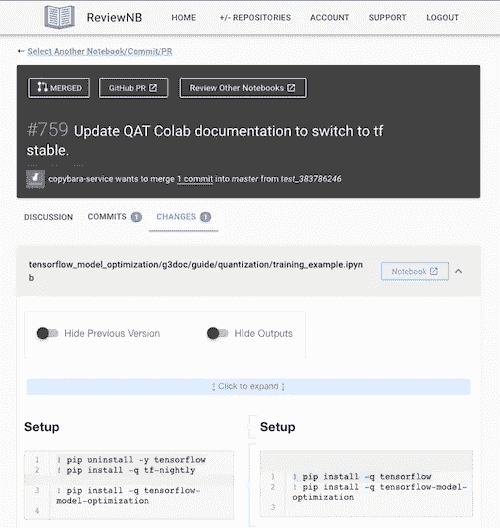 ReviewNB HOME +/- REPOSITORIES ACCOUNT SUPPORT LOGOUT
← Select Another Notebook/Commit/PR
MERGED GitHub PR Review Other Notebooks
#759 Update QAT Colab documentation to switch to tf
stable.
copybara-service wants to merge 1 commit into master from test_383786246
DISCUSSION COMMITS 1 CHANGES 1
tensorflow_model_optimization/g3doc/guide/quantization/training_example.ipyn
b
Notebook
Hide Previous Version Hide Outputs
Click to expand
Setup
1 ! pip uninstall -y tensorflow
2 ! pip install -q tf-nightly
3 ! pip install -q tensorflow-
model-optimization
4
Setup
1 ! pip install -q tensorflow
2 ! pip install -q tensorflow-model-
optimization
3